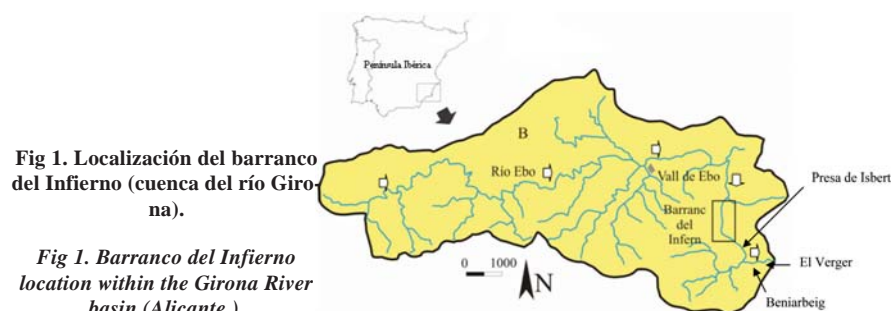 Fig 1. Localización del barranco
del Infierno (cuenca del río Giro-
na).
Fig 1. Barranco del Infierno
location within the Girona River
basin (Alicante )
Península Ibérica
B
Río Ebo
Vall de Ebo
Barranc
del
Infern
Presa de Isbert
El Verger
Beniarbeig
0 1000
N